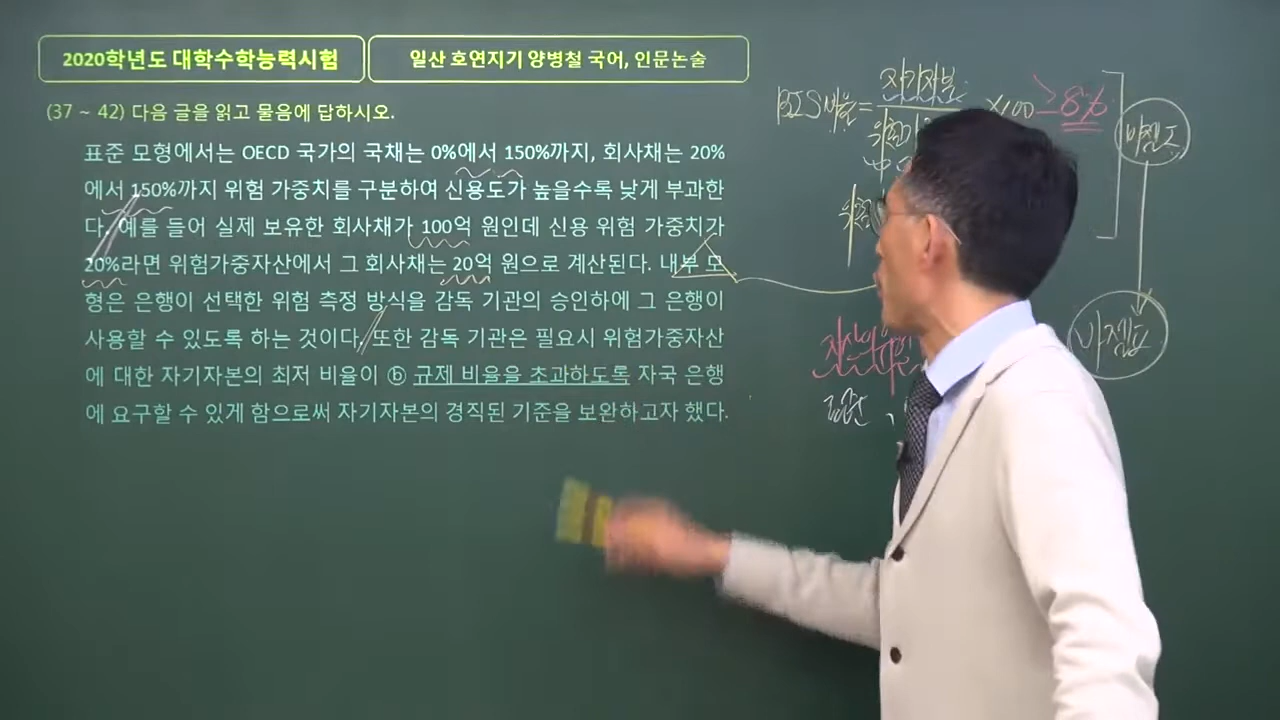 2020학년도 대학수학능력시험
일산 호연지기 양병철 국어, 인문논술
(37 ~ 42) 다음 글을 읽고 물음에 답하시오.
표준 모형에서는 OECD 국가의 국채는 0%에서 150%까지, 회사채는 20%
에서 150%까지 위험 가중치를 구분하여 신용도가 높을수록 낮게 부과한
다. 예를 들어 실제 보유한 회사채가 100억 원인데 신용 위험 가중치가
20%라면 위험가중자산에서 그 회사채는 20억 원으로 계산된다. 내부 모
형은 은행이 선택한 위험 측정 방식을 감독 기관의 승인하에 그 은행이
사용할 수 있도록 하는 것이다. 또한 감독 기관은 필요시 위험가중자산
에 대한 자기자본의 최저 비율이 ⓑ 규제 비율을 초과하도록 자국 은행
에 요구할 수 있게 함으로써 자기자본의 경직된 기준을 보완하고자 했다.
BIS비율= 자기자본
×100 ≥8%
바젤Ⅰ
바젤Ⅱ